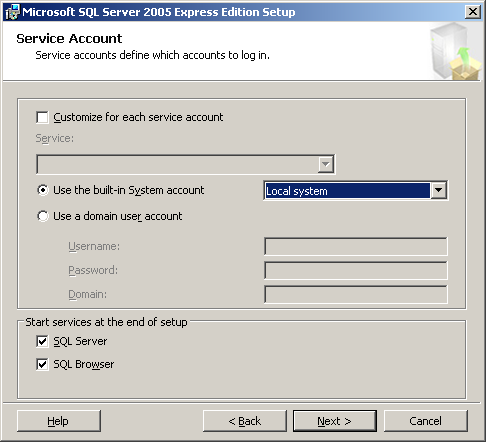 Microsoft SQL Server 2005 Express Edition Setup
Service Account
Service accounts define which accounts to log in.
Customize for each service account
Service:
Use the built-in System account
Local system
Use a domain user account
Username:
Password:
Domain:
Start services at the end of setup
SQL Server
SQL Browser
Help
< Back
Next >
Cancel